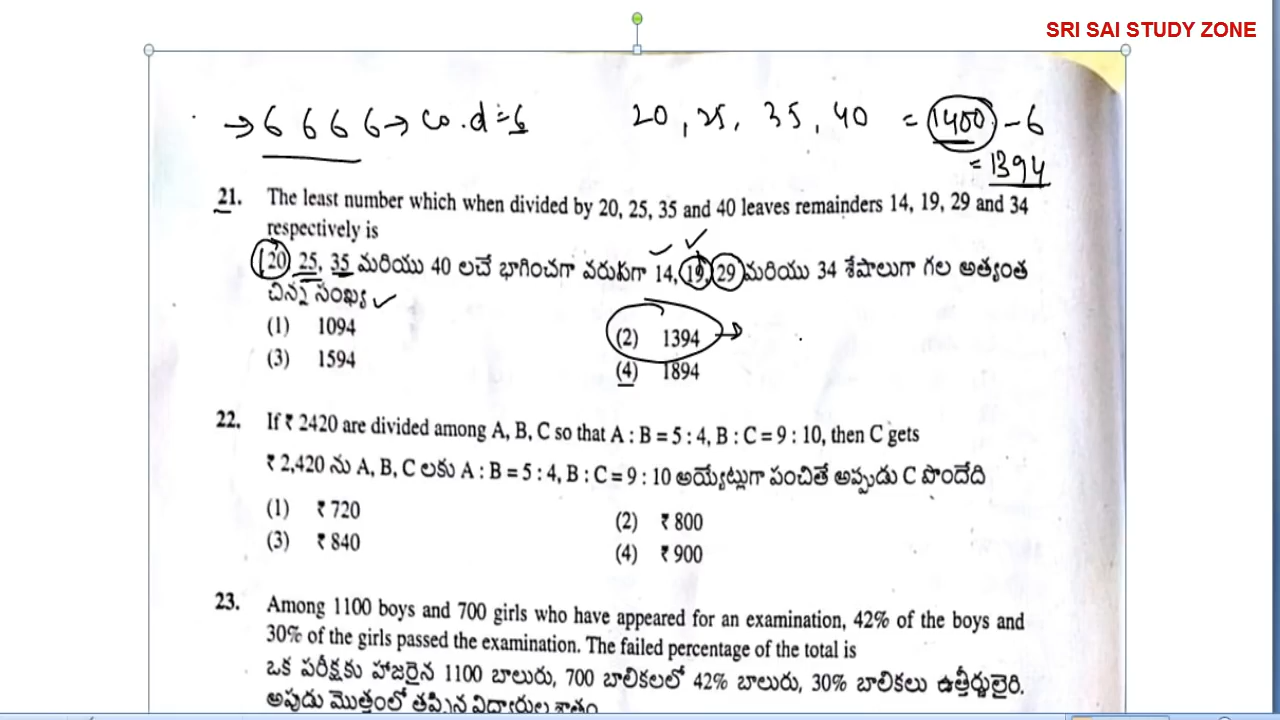 SRI SAI STUDY ZONE
→ 6 6 6 6 → co.d = 6 20, 25, 35, 40 = 1400 - 6
= 1394
21. The least number which when divided by 20, 25, 35 and 40 leaves remainders 14, 19, 29 and 34
respectively is
20 25, 35 మరియు 40 లచే భాగించగా వరుసగా 14, 19, 29 మరియు 34 శేషాలుగా గల అత్యంత
చిన్న సంఖ్య
(1) 1094
(2) 1394
(3) 1594
(4) 1894
22. If ₹ 2420 are divided among A, B, C so that A : B = 5 : 4, B : C = 9 : 10, then C gets
₹ 2,420 ను A, B, C లకు A : B = 5 : 4, B : C = 9 : 10 అయ్యేట్లుగా పంచితే అప్పుడు C పొందేది
(1) ₹ 720
(2) ₹ 800
(3) ₹ 840
(4) ₹ 900
23. Among 1100 boys and 700 girls who have appeared for an examination, 42% of the boys and
30% of the girls passed the examination. The failed percentage of the total is
ఒక పరీక్షకు హాజరైన 1100 బాలురు, 700 బాలికలలో 42% బాలురు, 30% బాలికలు ఉత్తీర్ణులైరి.
అపుడు మొత్తంలో తప్పిన విద్యార్థుల శాతం